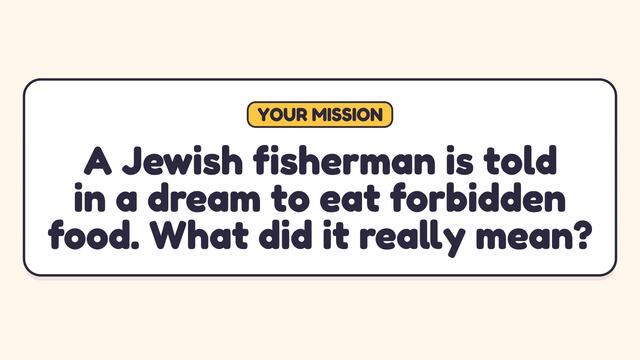 YOUR MISSION
A Jewish fisherman is told
in a dream to eat forbidden
food. What did it really mean?